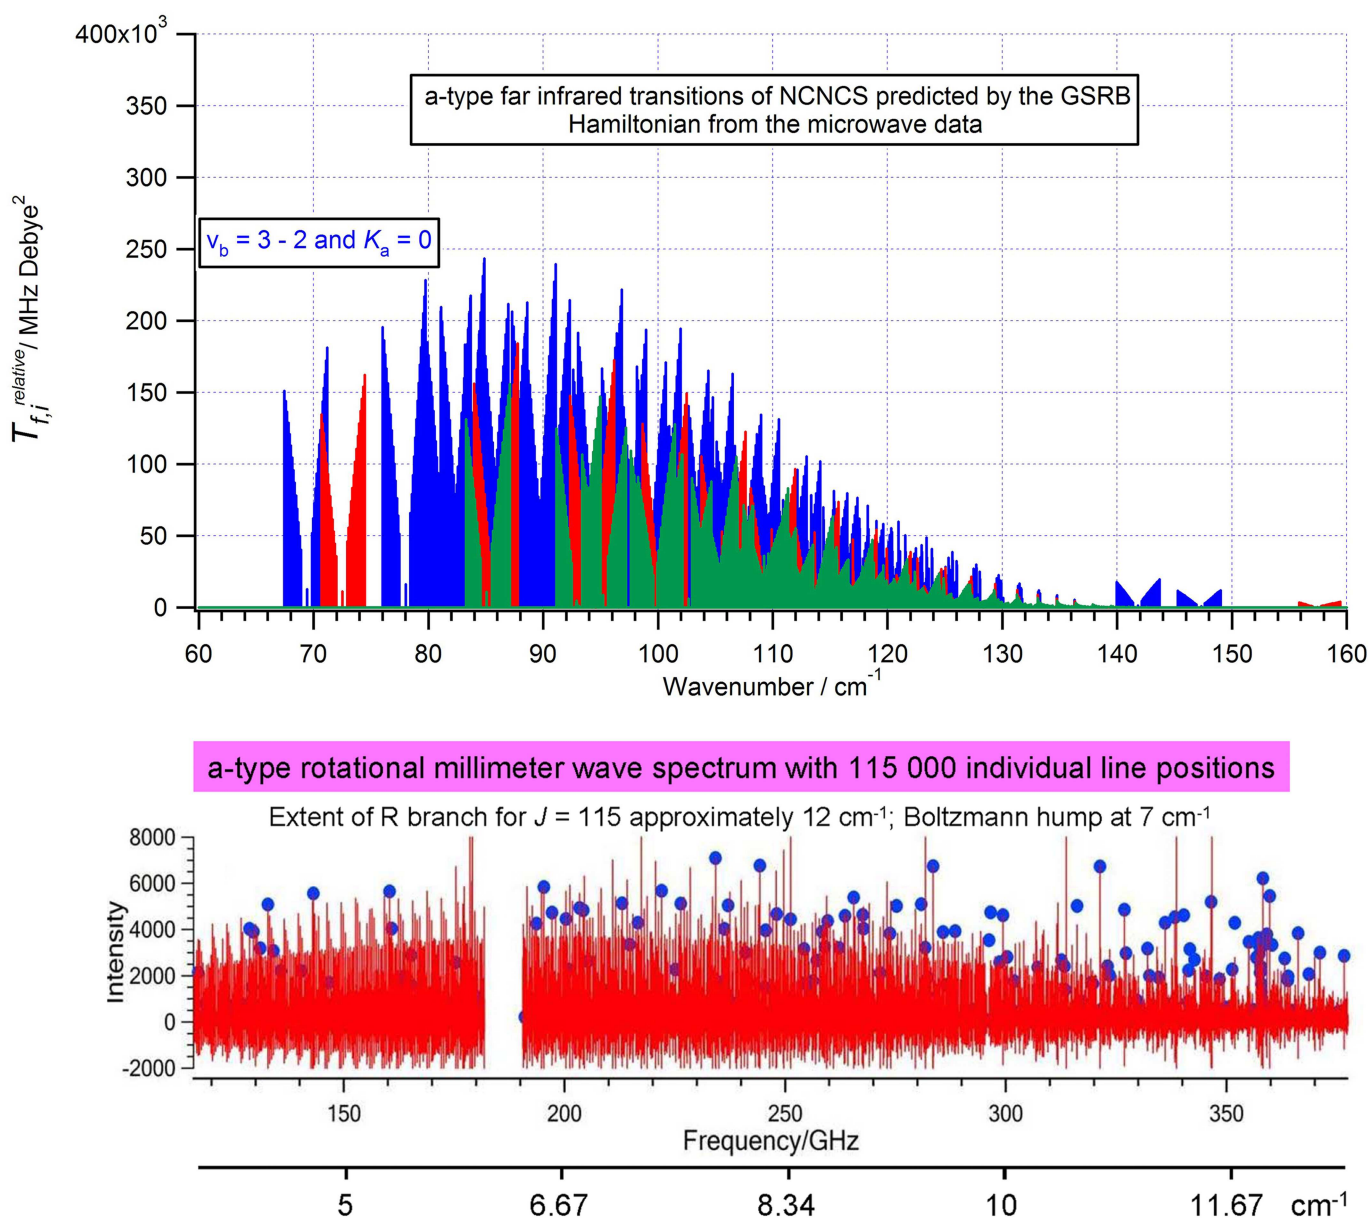 400x10³
350
300
250
200
150
100
50
0
T_{f,i}^{relative} / MHz Debye²
a-type far infrared transitions of NCNCS predicted by the GSRB
Hamiltonian from the microwave data
v_b = 3 - 2 and K_a = 0
60 70 80 90 100 110 120 130 140 150 160
Wavenumber / cm⁻¹
a-type rotational millimeter wave spectrum with 115 000 individual line positions
Extent of R branch for J = 115 approximately 12 cm⁻¹; Boltzmann hump at 7 cm⁻¹
8000
6000
4000
2000
0
-2000
Intensity
150 200 250 300 350
Frequency/GHz
5 6.67 8.34 10 11.67 cm⁻¹